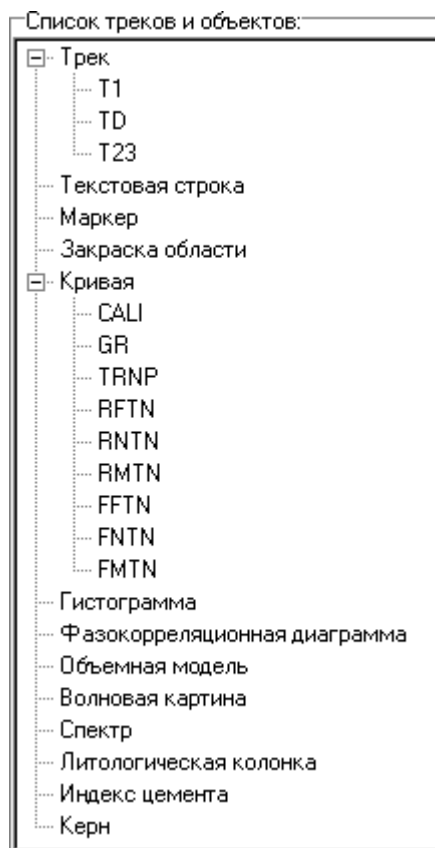 Список треков и объектов:
Трек
T1
TD
T23
Текстовая строка
Маркер
Закраска области
Кривая
CALI
GR
TRNP
RFTN
RNTN
RMTN
FFTN
FNTN
FMTN
Гистограмма
Фазокорреляционная диаграмма
Объемная модель
Волновая картина
Спектр
Литологическая колонка
Индекс цемента
Керн